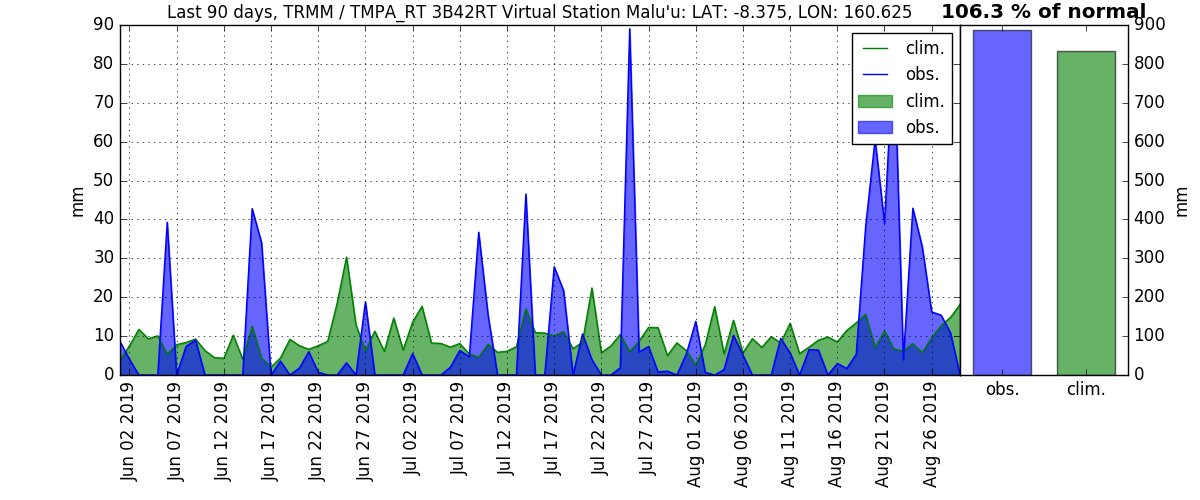 Last 90 days, TRMM / TMPA_RT 3B42RT Virtual Station Malu'u: LAT: -8.375, LON: 160.625
106.3 % of normal
90
80
70
60
50
40
30
20
10
0
mm
clim.
obs.
clim.
obs.
Jun 02 2019
Jun 07 2019
Jun 12 2019
Jun 17 2019
Jun 22 2019
Jun 27 2019
Jul 02 2019
Jul 07 2019
Jul 12 2019
Jul 17 2019
Jul 22 2019
Jul 27 2019
Aug 01 2019
Aug 06 2019
Aug 11 2019
Aug 16 2019
Aug 21 2019
Aug 26 2019
900
800
700
600
500
400
300
200
100
0
mm
obs.
clim.